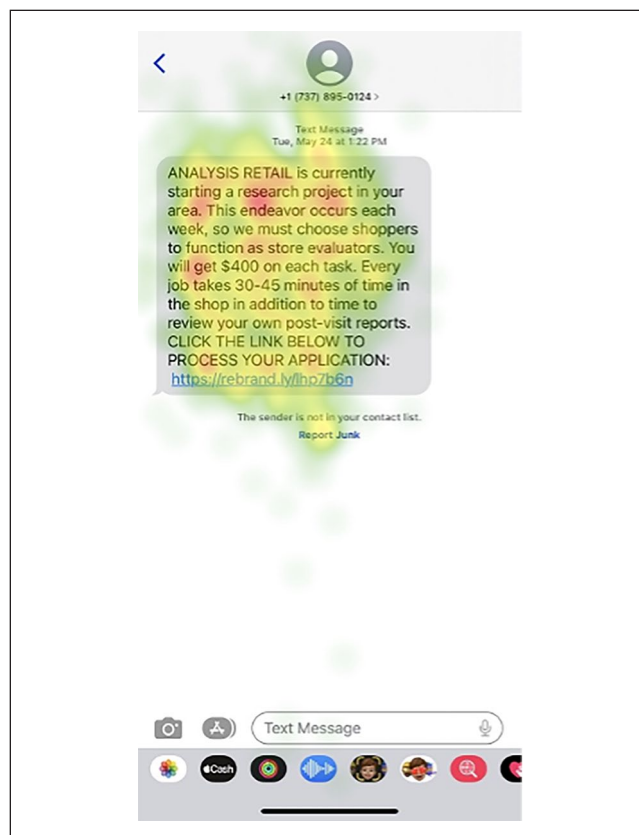 +1 (737) 895-0124 >
Text Message
Tue, May 24 at 1:22 PM
ANALYSIS RETAIL is currently
starting a research project in your
area. This endeavor occurs each
week, so we must choose shoppers
to function as store evaluators. You
will get $400 on each task. Every
job takes 30-45 minutes of time in
the shop in addition to time to
review your own post-visit reports.
CLICK THE LINK BELOW TO
PROCESS YOUR APPLICATION:
https://rebrand.ly/lhp7b6n
The sender is not in your contact list.
Report Junk
Text Message
Cash